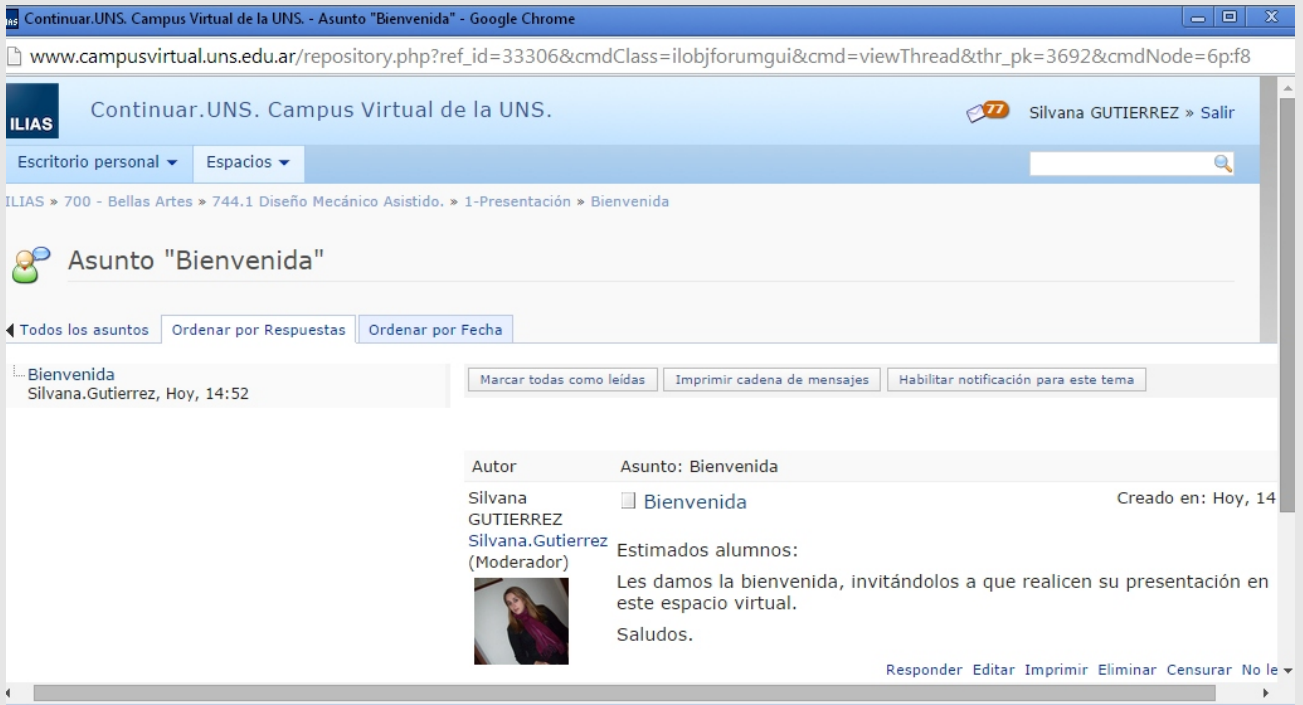 Continuar.UNS. Campus Virtual de la UNS. - Asunto "Bienvenida" - Google Chrome
www.campusvirtual.uns.edu.ar/repository.php?ref_id=33306&cmdClass=ilobjforumgui&cmd=viewThread&thr_pk=3692&cmdNode=6p:f8
ILIAS
Continuar.UNS. Campus Virtual de la UNS.
77
Silvana GUTIERREZ » Salir
Escritorio personal Espacios
ILIAS » 700 - Bellas Artes » 744.1 Diseño Mecánico Asistido. » 1-Presentación » Bienvenida
Asunto "Bienvenida"
Todos los asuntos Ordenar por Respuestas Ordenar por Fecha
Bienvenida
Silvana.Gutierrez, Hoy, 14:52
Marcar todas como leídas Imprimir cadena de mensajes Habilitar notificación para este tema
Autor Asunto: Bienvenida
Silvana
GUTIERREZ
Silvana.Gutierrez
(Moderador)
Bienvenida Creado en: Hoy, 14
Estimados alumnos:
Les damos la bienvenida, invitándolos a que realicen su presentación en
este espacio virtual.
Saludos.
Responder Editar Imprimir Eliminar Censurar No le